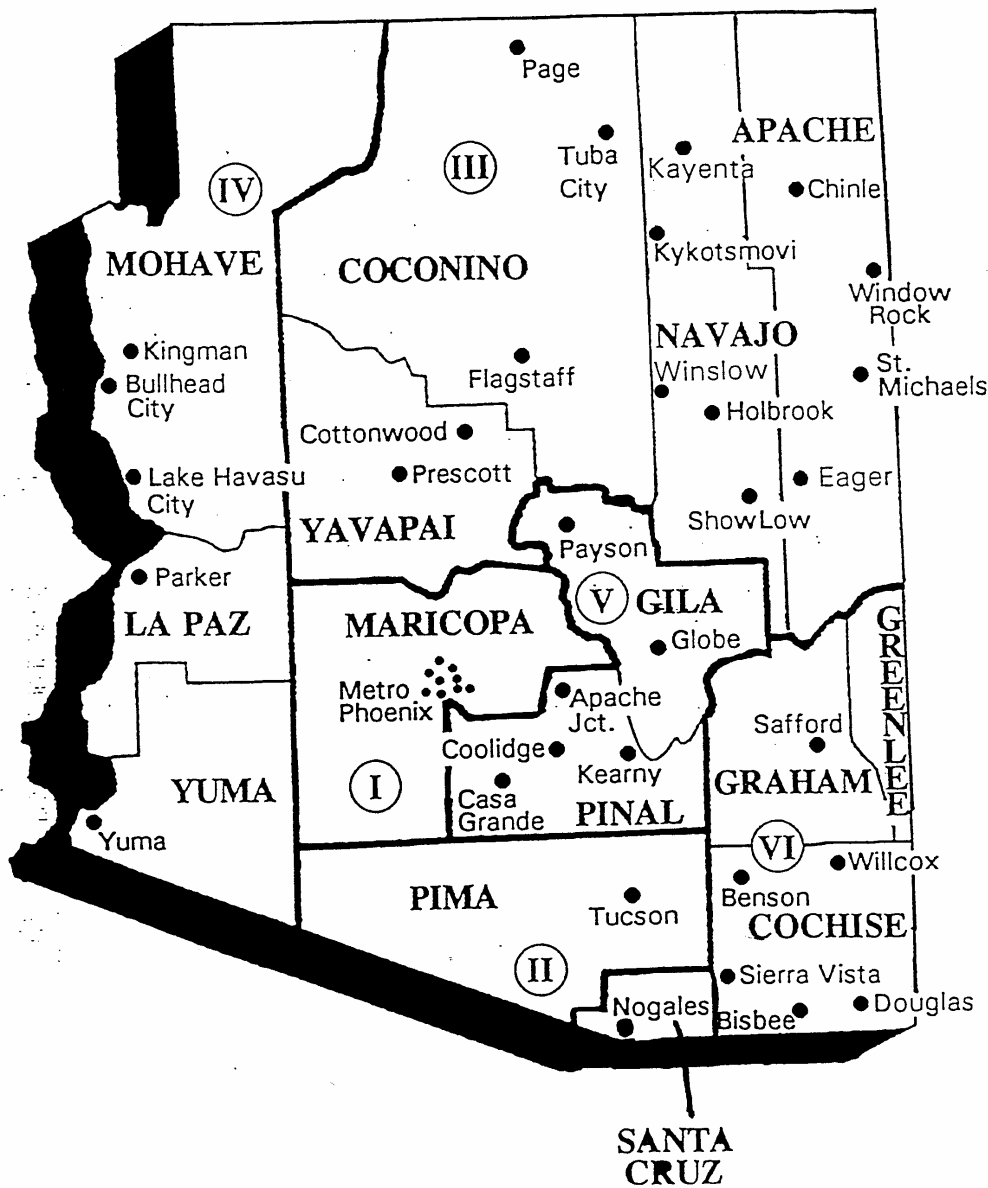 Page
APACHE
Tuba
City
Kayenta
III
IV
Chinle
Kykotsmovi
MOHAVE
COCONINO
Window
Rock
NAVAJO
Kingman
Bullhead
City
Flagstaff
Winslow
St.
Michaels
Holbrook
Cottonwood
Prescott
Lake Havasu
City
Eager
ShowLow
YAVAPAI
Payson
Parker
V
GILA
LA PAZ
MARICOPA
Globe
GREENLEE
Metro
Phoenix
Apache
Jct.
Safford
Coolidge
Kearny
YUMA
I
Casa
Grande
PINAL
GRAHAM
Yuma
VI
Willcox
PIMA
Tucson
Benson
COCHISE
II
Sierra Vista
Nogales
Bisbee
Douglas
SANTA
CRUZ